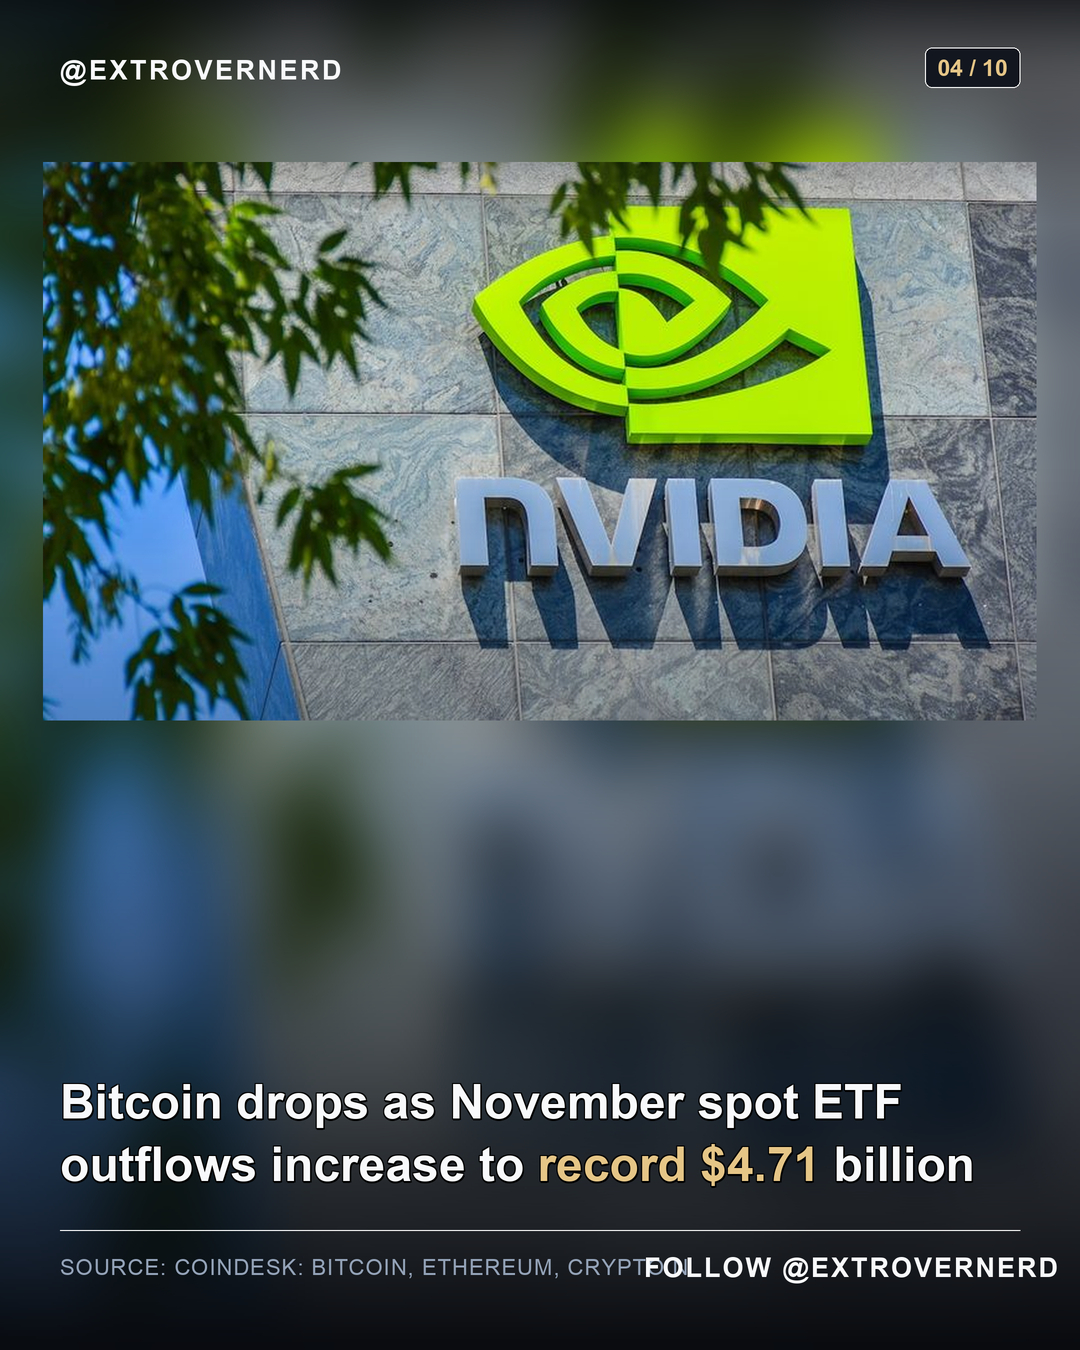 @EXTROVERNERD
04 / 10
NVIDIA
Bitcoin drops as November spot ETF
outflows increase to record $4.71 billion
SOURCE: COINDESK: BITCOIN, ETHEREUM,
FOLLOW @EXTROVERNERD